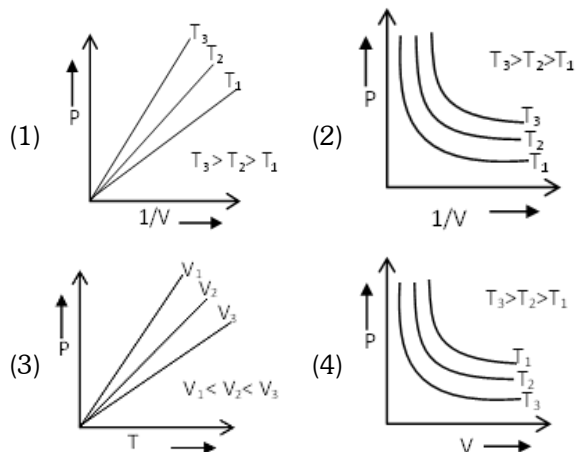 (1)
P
T₃
T₂
T₁
T₃ > T₂ > T₁
1/V
(2)
P
T₃>T₂>T₁
T₃
T₂
T₁
1/V
(3)
P
V₁
V₂
V₃
V₁ < V₂ < V₃
T
(4)
P
T₃>T₂>T₁
T₁
T₂
T₃
V